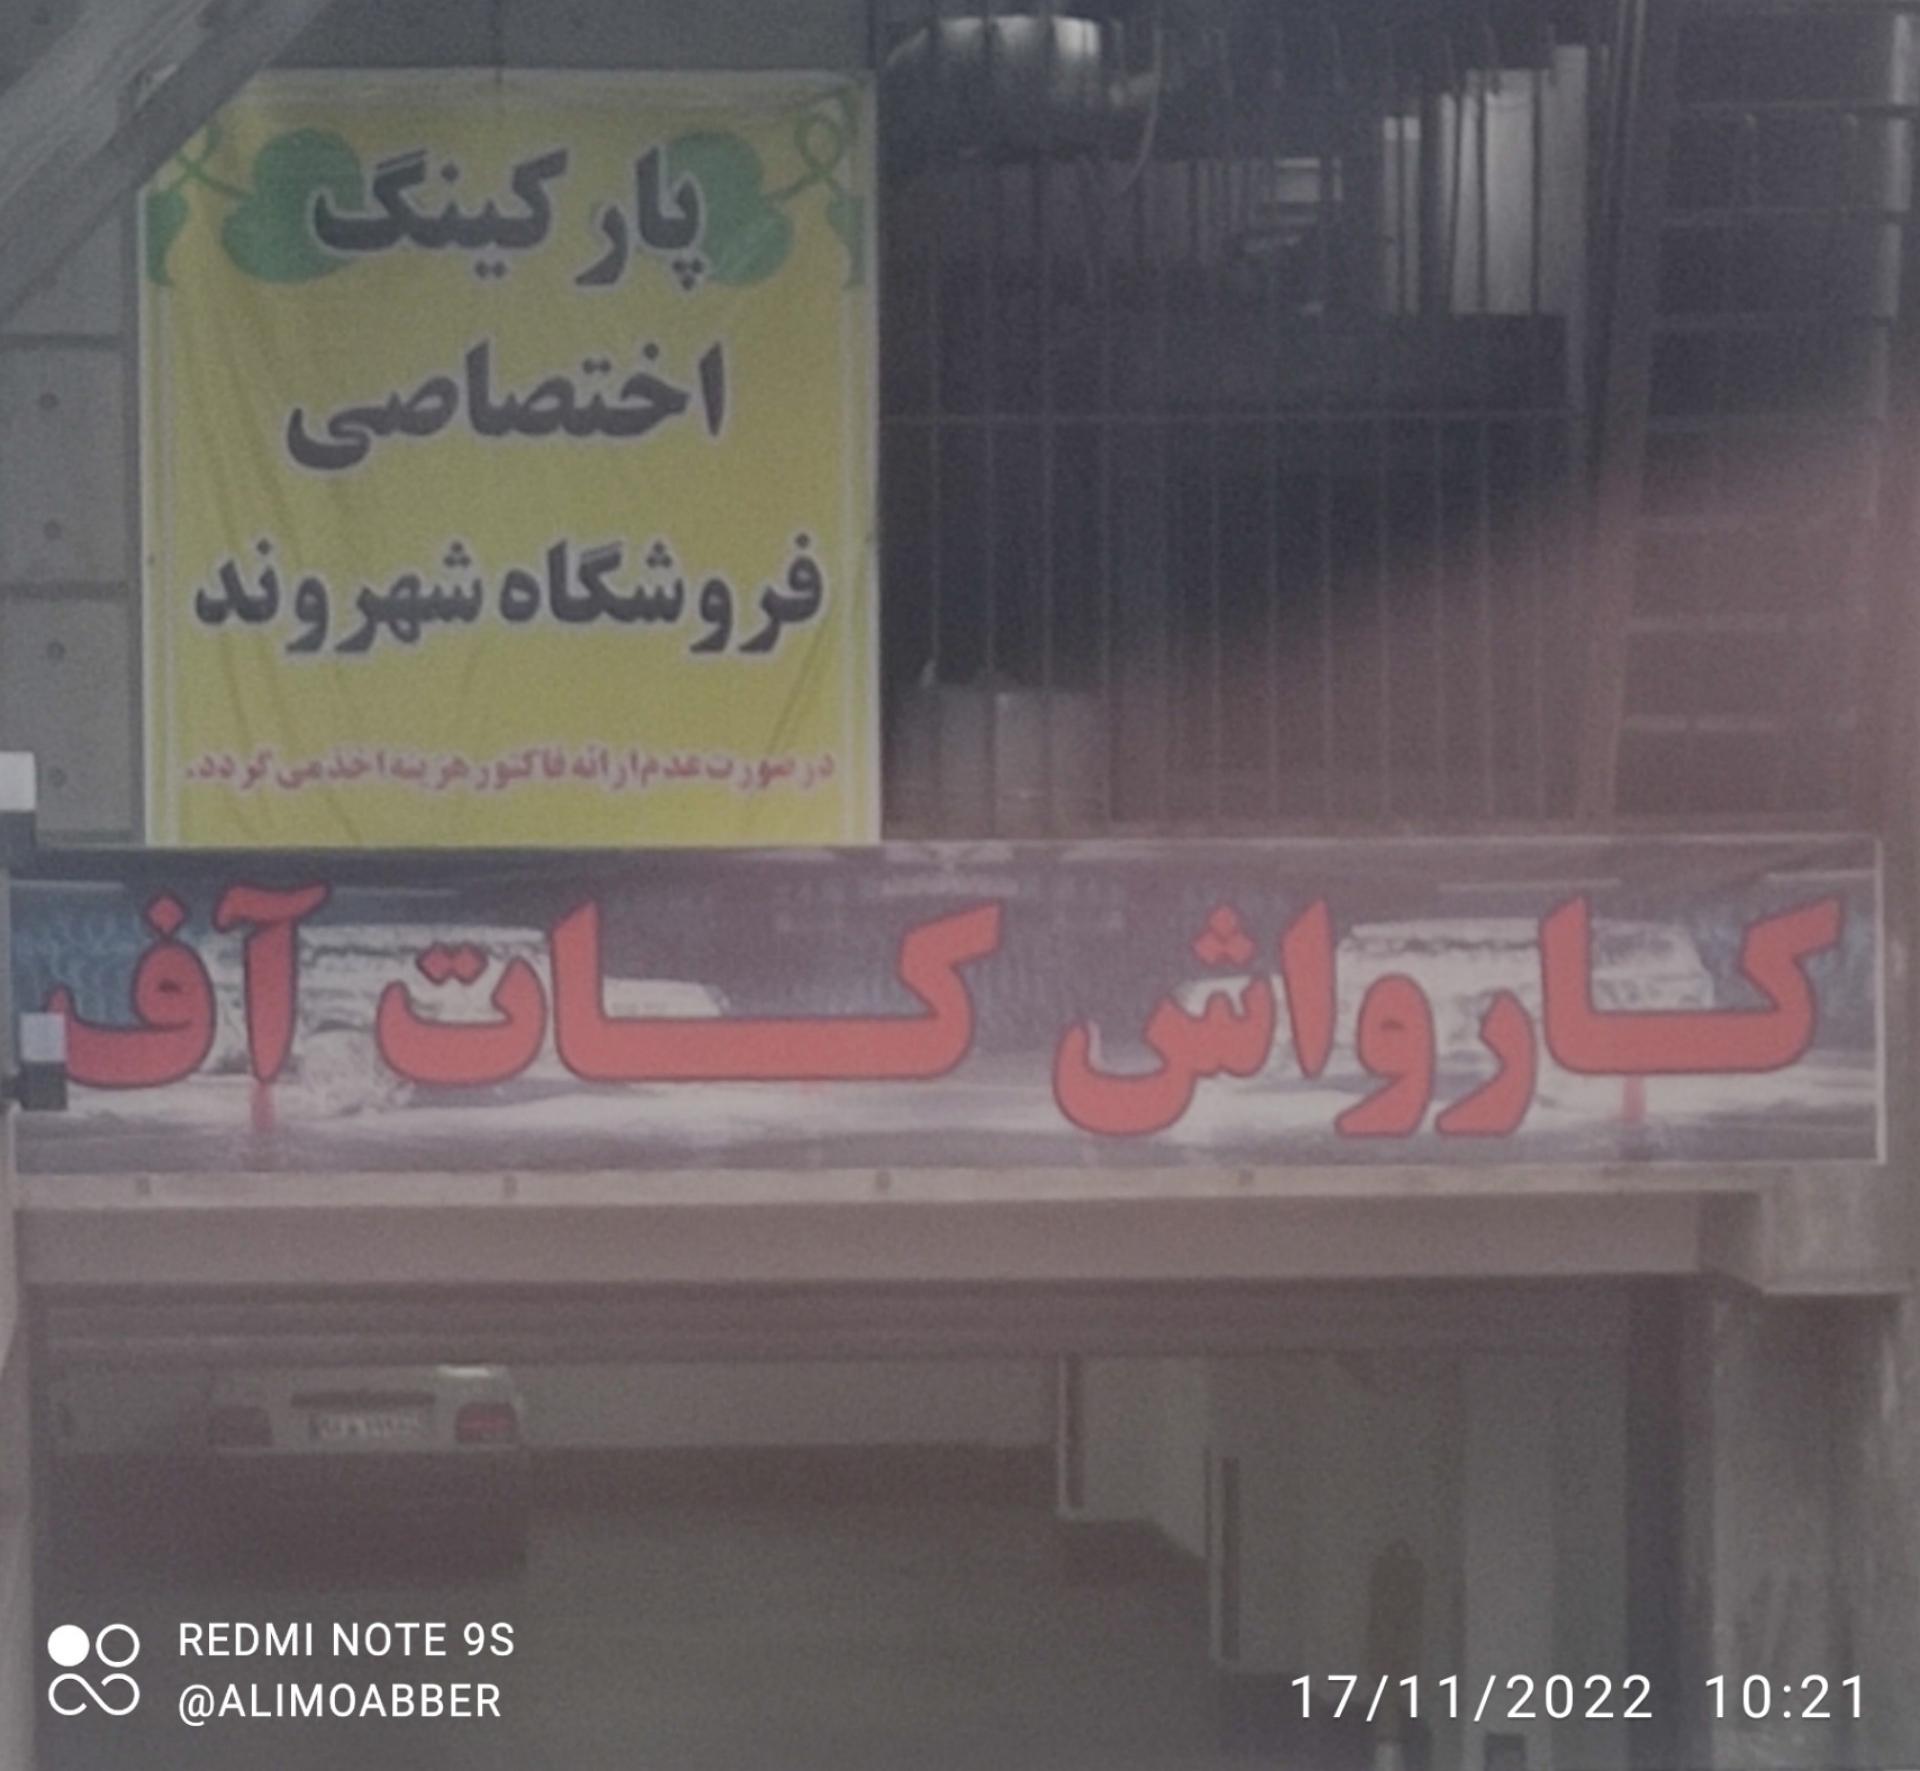 پارکینگ
اختصاصی
فروشگاه شهروند
در صورت عدم ارائه فاکتور هزینه اخذ می گردد.
کارواش کات آف
REDMI NOTE 9S
@ALIMOABBER
17/11/2022 10:21